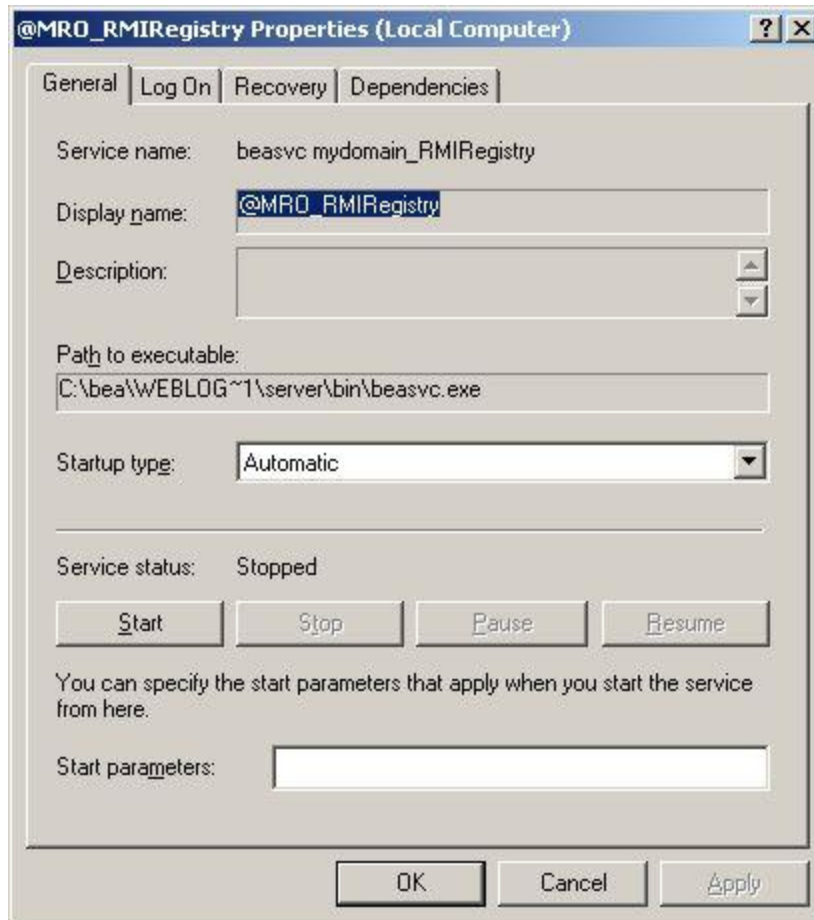 @MRO_RMIRegistry Properties (Local Computer)
General Log On Recovery Dependencies
Service name: beasvc mydomain_RMIRegistry
Display name: @MRO_RMIRegistry
Description:
Path to executable:
C:\bea\WEBLOG~1\server\bin\beasvc.exe
Startup type: Automatic
Service status: Stopped
Start Stop Pause Resume
You can specify the start parameters that apply when you start the service
from here.
Start parameters:
OK Cancel Apply